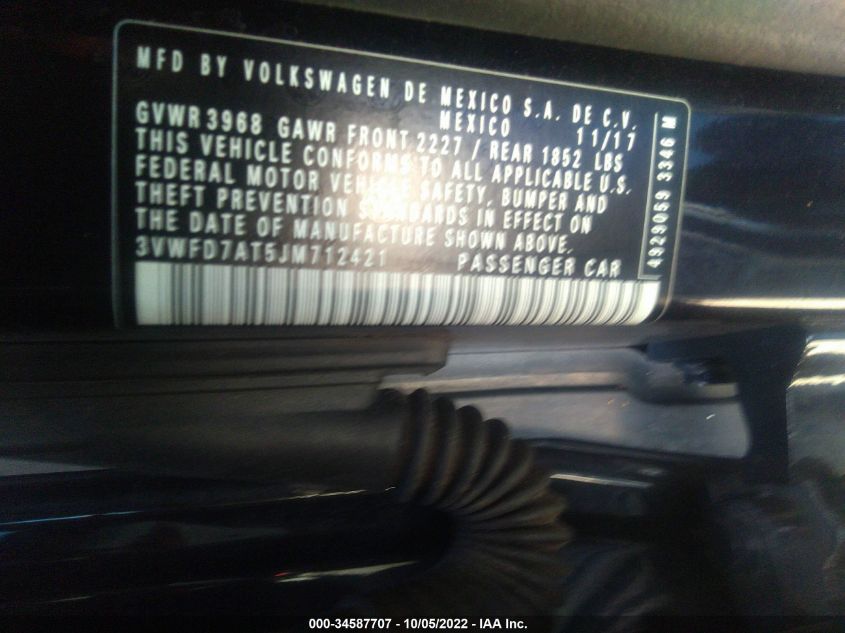 MFD BY VOLKSWAGEN DE MEXICO S.A. DE C.V.
MEXICO 11/17
GVWR 3968 GAWR FRONT 2227 / REAR 1852 LBS
THIS VEHICLE CONFORMS TO ALL APPLICABLE U.S.
FEDERAL MOTOR VEHICLE SAFETY, BUMPER AND
THEFT PREVENTION STANDARDS IN EFFECT ON
THE DATE OF MANUFACTURE SHOWN ABOVE.
3VWFD7AT5JM712421 PASSENGER CAR
4929059 3346 M
000-34587707 - 10/05/2022 - IAA Inc.